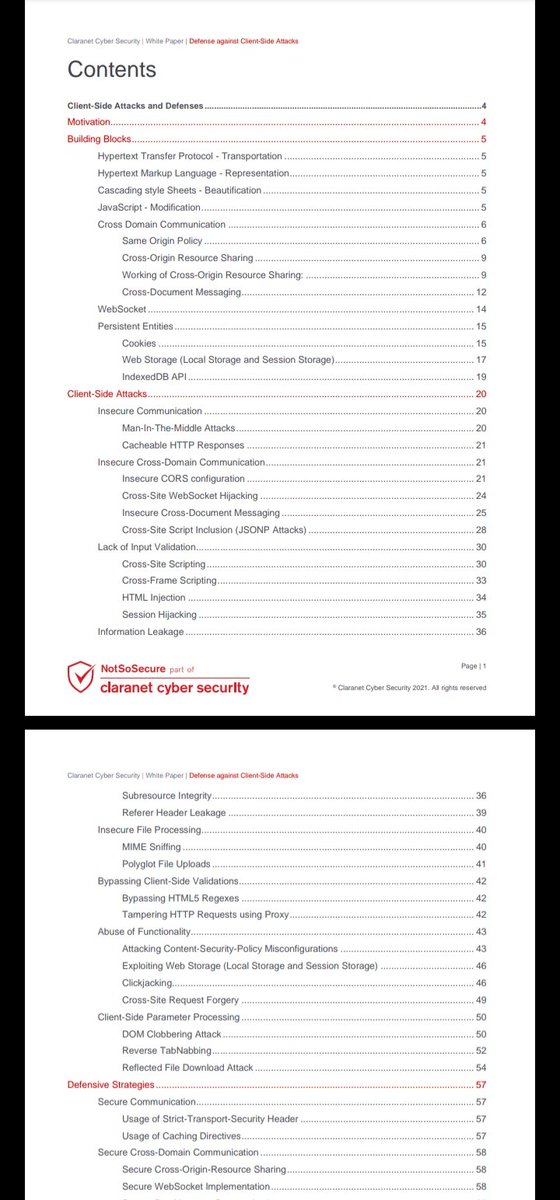 Claranet Cyber Security | White Paper | Defense against Client-Side Attacks
Contents
Client-Side Attacks and Defenses 4
Motivation 4
Building Blocks 5
Hypertext Transfer Protocol - Transportation 5
Hypertext Markup Language - Representation 5
Cascading style Sheets - Beautification 5
JavaScript - Modification 5
Cross Domain Communication 6
Same Origin Policy 6
Cross-Origin Resource Sharing 9
Working of Cross-Origin Resource Sharing: 9
Cross-Document Messaging 12
WebSocket 14
Persistent Entities 15
Cookies 15
Web Storage (Local Storage and Session Storage) 17
IndexedDB API 19
Client-Side Attacks 20
Insecure Communication 20
Man-In-The-Middle Attacks 20
Cacheable HTTP Responses 21
Insecure Cross-Domain Communication 21
Insecure CORS configuration 21
Cross-Site WebSocket Hijacking 24
Insecure Cross-Document Messaging 25
Cross-Site Script Inclusion (JSONP Attacks) 28
Lack of Input Validation 30
Cross-Site Scripting 30
Cross-Frame Scripting 33
HTML Injection 34
Session Hijacking 35
Information Leakage 36
NotSoSecure part of
claranet cyber security
Page | 1
© Claranet Cyber Security 2021. All rights reserved
Claranet Cyber Security | White Paper | Defense against Client-Side Attacks
Subresource Integrity 36
Referer Header Leakage 39
Insecure File Processing 40
MIME Sniffing 40
Polyglot File Uploads 41
Bypassing Client-Side Validations 42
Bypassing HTML5 Regexes 42
Tampering HTTP Requests using Proxy 42
Abuse of Functionality 43
Attacking Content-Security-Policy Misconfigurations 43
Exploiting Web Storage (Local Storage and Session Storage) 46
Clickjacking 46
Cross-Site Request Forgery 49
Client-Side Parameter Processing 50
DOM Clobbering Attack 50
Reverse TabNabbing 52
Reflected File Download Attack 54
Defensive Strategies 57
Secure Communication 57
Usage of Strict-Transport-Security Header 57
Usage of Caching Directives 57
Secure Cross-Domain Communication 58
Secure Cross-Origin-Resource Sharing 58
Secure WebSocket Implementation 58